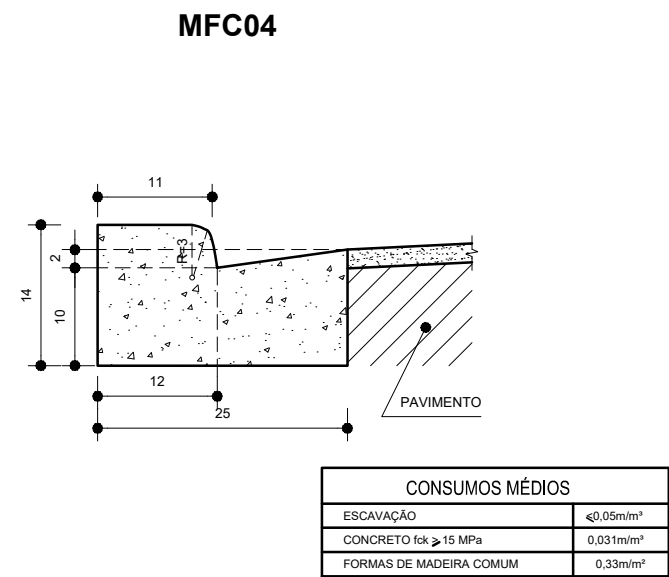 MFC04
11
2
14
10
R=3
12
25
PAVIMENTO
CONSUMOS MÉDIOS
ESCAVAÇÃO ⩽0,05m/m³
CONCRETO fck ⩾ 15 MPa 0,031m/m³
FORMAS DE MADEIRA COMUM 0,33m/m²